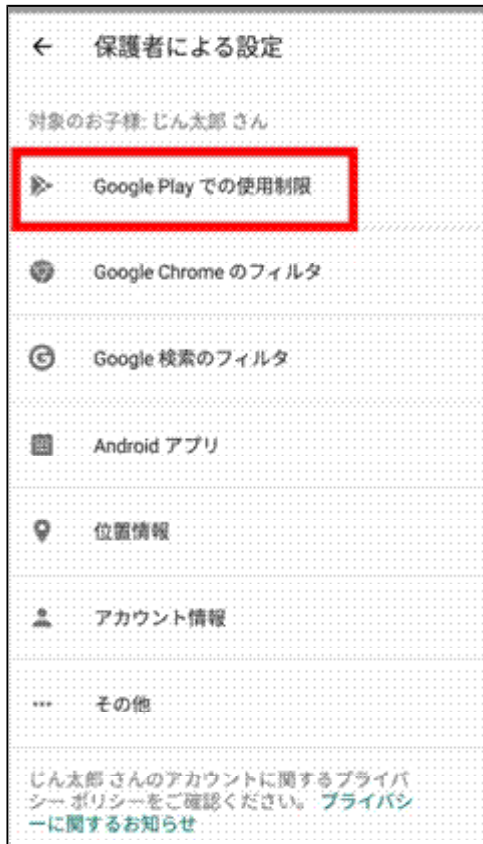 保護者による設定
対象のお子様: じん太郎 さん
Google Play での使用制限
Google Chrome のフィルタ
Google 検索のフィルタ
Android アプリ
位置情報
アカウント情報
その他
じん太郎 さんのアカウントに関するプライバ
シー ポリシーをご確認ください。 プライバシ
ーに関するお知らせ